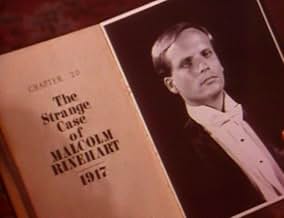 CHAPTER 20
The
Strange
Case
of
MALCOLM
RINEHART
1917